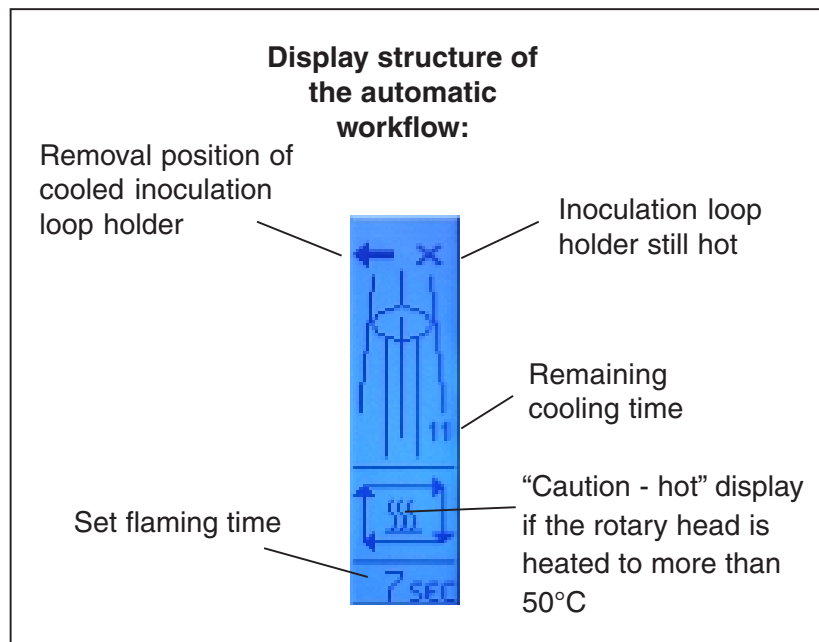 Display structure of
the automatic
workflow:
Removal position of
cooled inoculation
loop holder
Inoculation loop
holder still hot
Remaining
cooling time
11
“Caution - hot” display
if the rotary head is
heated to more than
50°C
Set flaming time
7 SEC